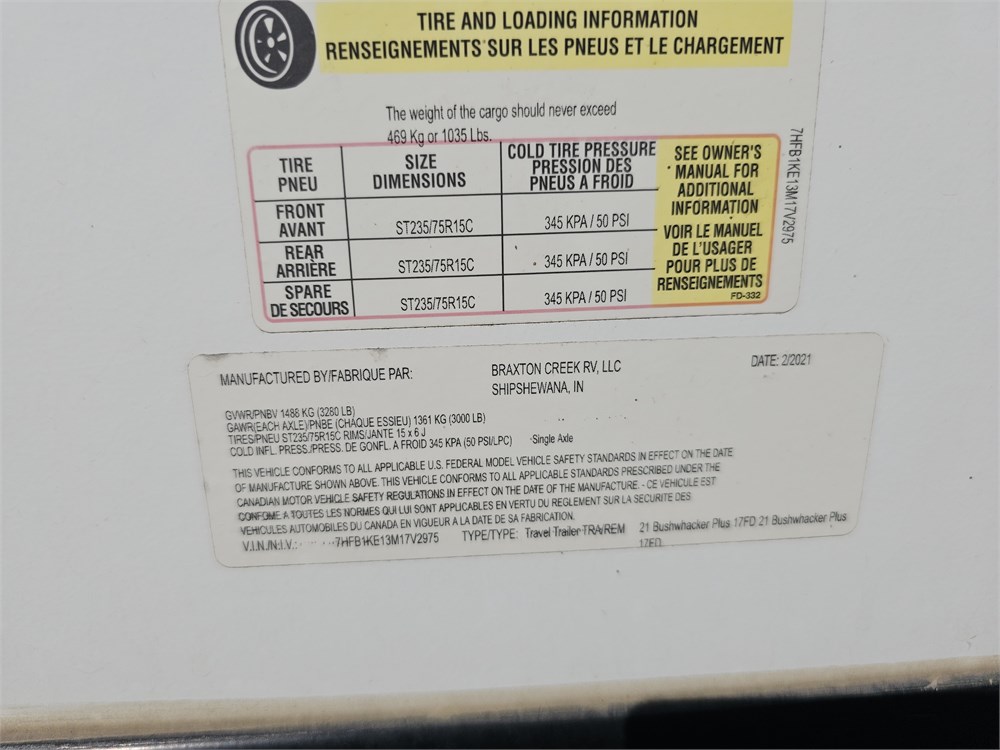 TIRE AND LOADING INFORMATION
RENSEIGNEMENTS SUR LES PNEUS ET LE CHARGEMENT
The weight of the cargo should never exceed
469 Kg or 1035 Lbs.
TIRE PNEU SIZE DIMENSIONS COLD TIRE PRESSURE PRESSION DES PNEUS A FROID
FRONT AVANT ST235/75R15C 345 KPA / 50 PSI
REAR ARRIÈRE ST235/75R15C 345 KPA / 50 PSI
SPARE DE SECOURS ST235/75R15C 345 KPA / 50 PSI
SEE OWNER'S
MANUAL FOR
ADDITIONAL
INFORMATION
VOIR LE MANUEL
DE L'USAGER
POUR PLUS DE
RENSEIGNEMENTS
FD-332
7HFB1KE13M17V2975
MANUFACTURED BY/FABRIQUE PAR: BRAXTON CREEK RV, LLC DATE: 2/2021
SHIPSHEWANA, IN
GVWR/PNBV 1488 KG (3280 LB)
GAWR(EACH AXLE)/PNBE (CHAQUE ESSIEU) 1361 KG (3000 LB)
TIRES/PNEU ST235/75R15C RIMS/JANTE 15 x 6 J
COLD INFL. PRESS./PRESS. DE GONFL. A FROID 345 KPA (50 PSI/LPC) Single Axle
THIS VEHICLE CONFORMS TO ALL APPLICABLE U.S. FEDERAL MODEL VEHICLE SAFETY STANDARDS IN EFFECT ON THE DATE
OF MANUFACTURE SHOWN ABOVE. THIS VEHICLE CONFORMS TO ALL APPLICABLE STANDARDS PRESCRIBED UNDER THE
CANADIAN MOTOR VEHICLE SAFETY REGULATIONS IN EFFECT ON THE DATE OF THE MANUFACTURE. - CE VEHICULE EST
CONFOME A TOUTES LES NORMES QUI LUI SONT APPLICABLES EN VERTU DU REGLEMENT SUR LA SECURITE DES
VEHICULES AUTOMOBILES DU CANADA EN VIGUEUR A LA DATE DE SA FABRICATION.
V.I.N./N.I.V.: 7HFB1KE13M17V2975 TYPE/TYPE: Travel Trailer-TRA/REM 21 Bushwhacker Plus 17FD 21 Bushwhacker Plus
17FD